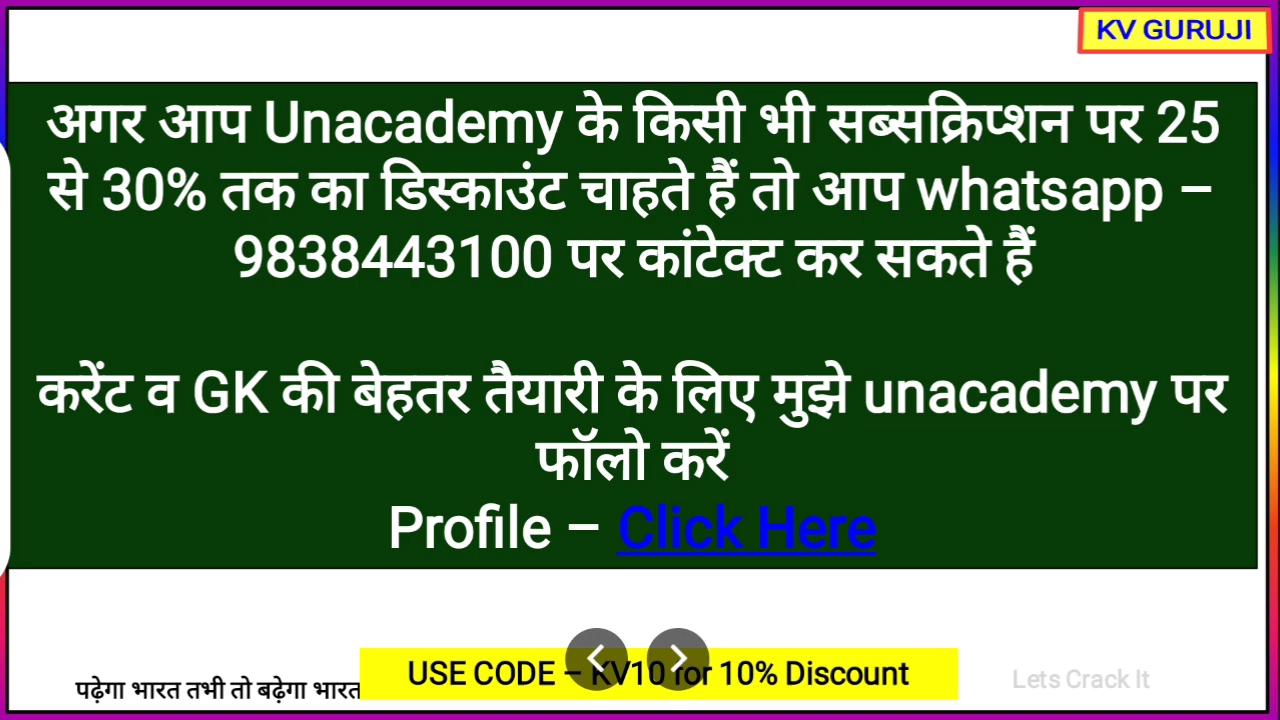 KV GURUJI
अगर आप Unacademy के किसी भी सब्सक्रिप्शन पर 25
से 30% तक का डिस्काउंट चाहते हैं तो आप whatsapp –
9838443100 पर कांटेक्ट कर सकते हैं
करेंट व GK की बेहतर तैयारी के लिए मुझे unacademy पर
फॉलो करें
Profile – Click Here
USE CODE – KV10 for 10% Discount
पढ़ेगा भारत तभी तो बढ़ेगा भारत
Lets Crack It